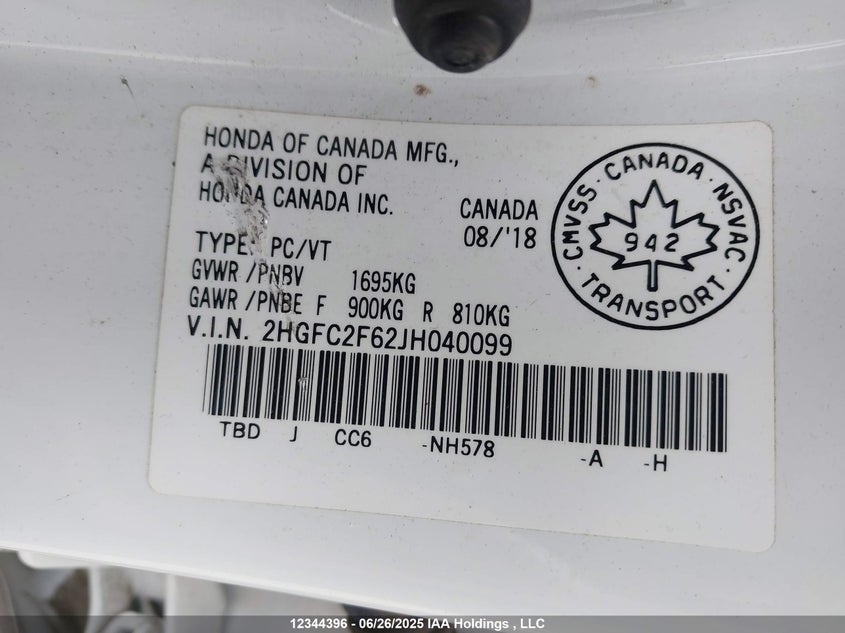 HONDA OF CANADA MFG.,
A DIVISION OF
HONDA CANADA INC.
CANADA
08/'18
TYPE: PC/VT
GVWR /PNBV 1695KG
GAWR /PNBE F 900KG R 810KG
V.I.N. 2HGFC2F62JH040099
CMVSS · CANADA · NSVAC · TRANSPORT ·
942
TBD J CC6 -NH578 -A -H
12344396 - 06/26/2025 IAA Holdings , LLC